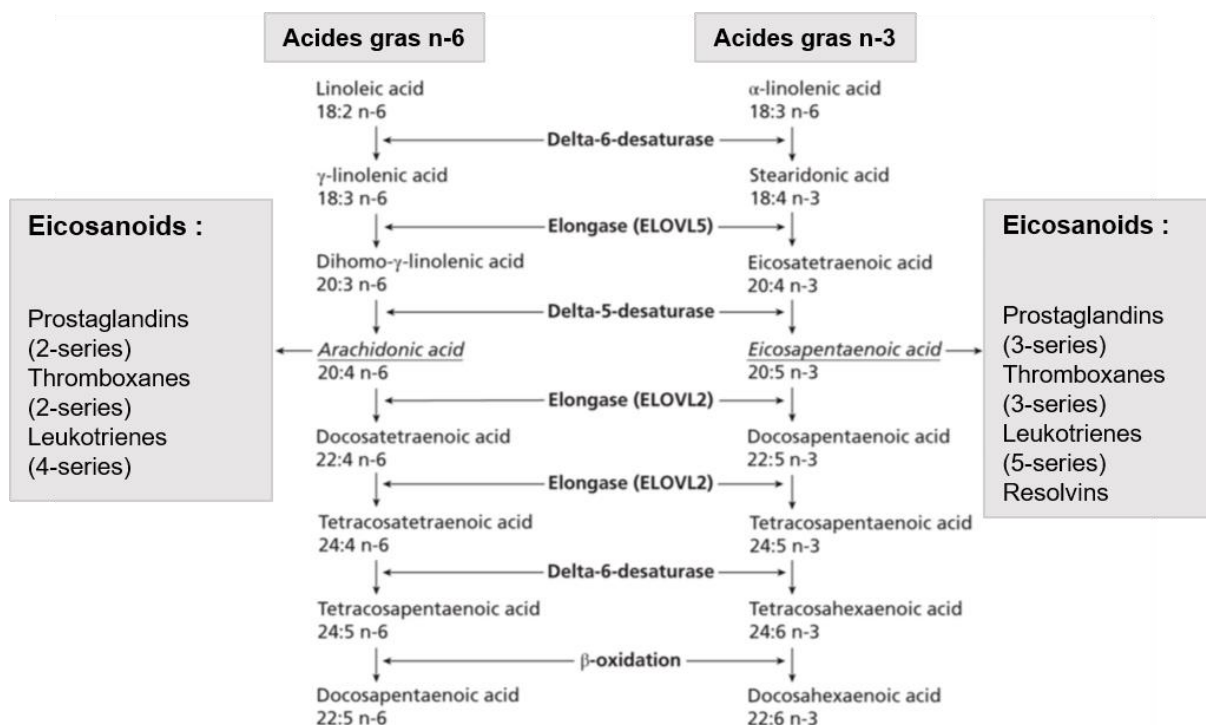 Acides gras n-6
Acides gras n-3
Linoleic acid
18:2 n-6
α-linolenic acid
18:3 n-6
Delta-6-desaturase
γ-linolenic acid
18:3 n-6
Stearidonic acid
18:4 n-3
Elongase (ELOVL5)
Dihomo-γ-linolenic acid
20:3 n-6
Eicosatetraenoic acid
20:4 n-3
Delta-5-desaturase
Arachidonic acid
20:4 n-6
Eicosapentaenoic acid
20:5 n-3
Elongase (ELOVL2)
Docosatetraenoic acid
22:4 n-6
Docosapentaenoic acid
22:5 n-3
Elongase (ELOVL2)
Tetracosatetraenoic acid
24:4 n-6
Tetracosapentaenoic acid
24:5 n-3
Delta-6-desaturase
Tetracosapentaenoic acid
24:5 n-6
Tetracosahexaenoic acid
24:6 n-3
β-oxidation
Docosapentaenoic acid
22:5 n-6
Docosahexaenoic acid
22:6 n-3
Eicosanoids :
Prostaglandins
(2-series)
Thromboxanes
(2-series)
Leukotrienes
(4-series)
Eicosanoids :
Prostaglandins
(3-series)
Thromboxanes
(3-series)
Leukotrienes
(5-series)
Resolvins